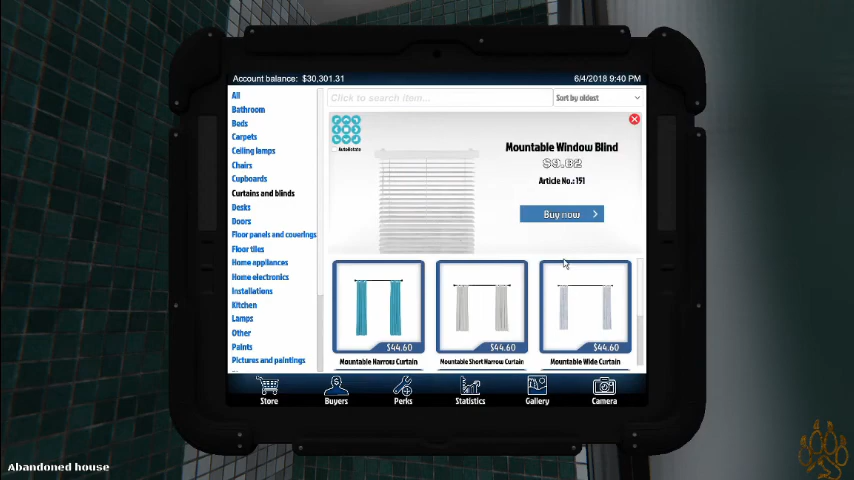 Account balance: $30,301.31
6/4/2018 9:40 PM
All
Bathroom
Beds
Carpets
Ceiling lamps
Chairs
Cupboards
Curtains and blinds
Desks
Doors
Floor panels and coverings
Floor tiles
Home appliances
Home electronics
Installations
Kitchen
Lamps
Other
Paints
Pictures and paintings
Click to search item...
Sort by oldest
AutoRotate
Mountable Window Blind
$9.82
Article No.: 151
Buy now
$44.60
$44.60
$44.60
Mountable Narrow Curtain
Mountable Short Narrow Curtain
Mountable Wide Curtain
Store
Buyers
Perks
Statistics
Gallery
Camera
Abandoned house